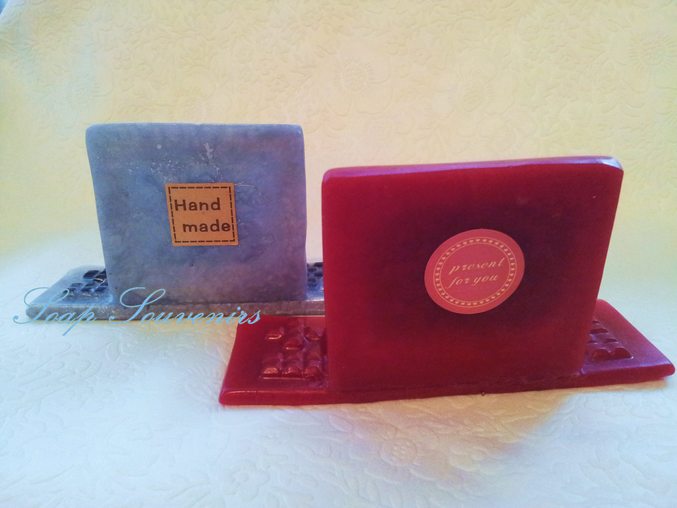 Hand
made
present
for you
Soap Souvenirs